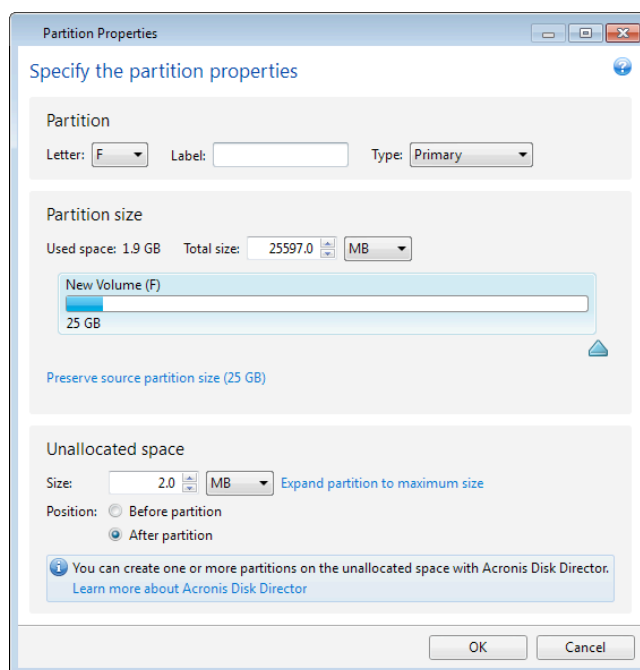 Partition Properties
Specify the partition properties
?
Partition
Letter: F Label: Type: Primary
Partition size
Used space: 1.9 GB Total size: 25597.0 MB
New Volume (F)
25 GB
Preserve source partition size (25 GB)
Unallocated space
Size: 2.0 MB Expand partition to maximum size
Position: Before partition
After partition
You can create one or more partitions on the unallocated space with Acronis Disk Director.
Learn more about Acronis Disk Director
OK Cancel